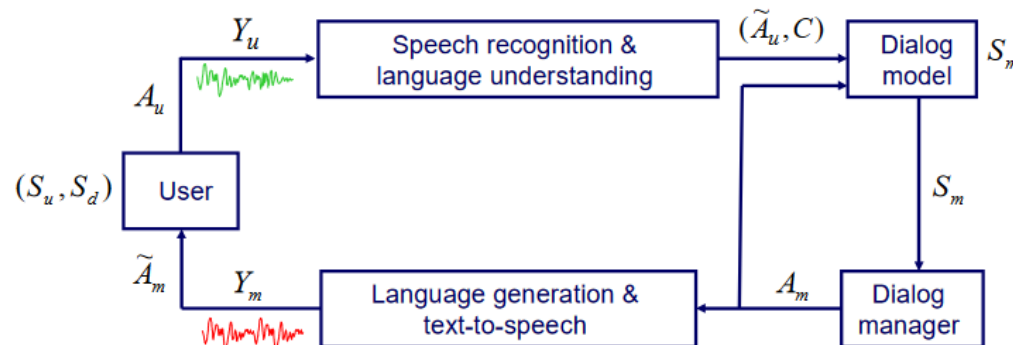 Y_u
Speech recognition &
language understanding
(Ã_u, C)
Dialog
model
S_m
A_u
(S_u, S_d)
User
S_m
Ã_m
Y_m
Language generation &
text-to-speech
A_m
Dialog
manager